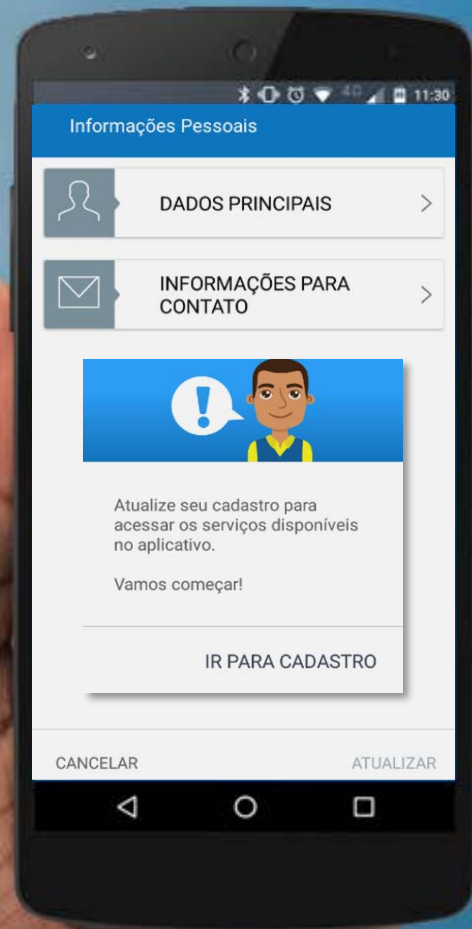 4G 11:30
Informações Pessoais
DADOS PRINCIPAIS
INFORMAÇÕES PARA
CONTATO
!
Atualize seu cadastro para
acessar os serviços disponíveis
no aplicativo.
Vamos começar!
IR PARA CADASTRO
CANCELAR ATUALIZAR